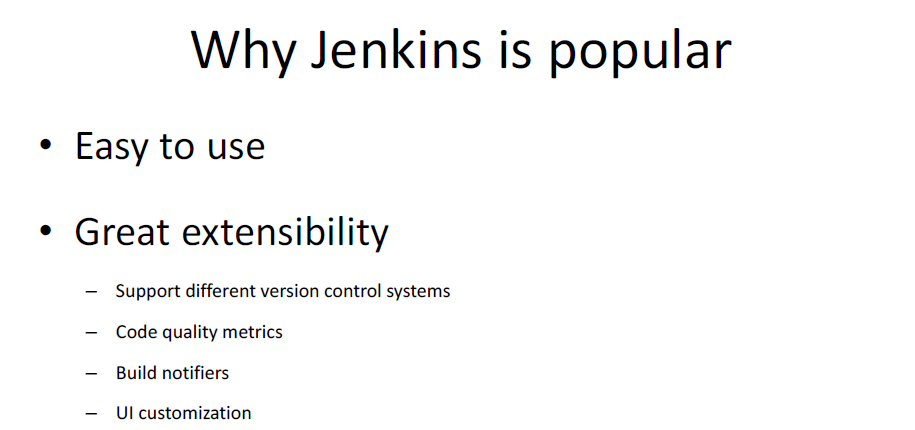 Why Jenkins is popular
• Easy to use
• Great extensibility
– Support different version control systems
– Code quality metrics
– Build notifiers
– UI customization